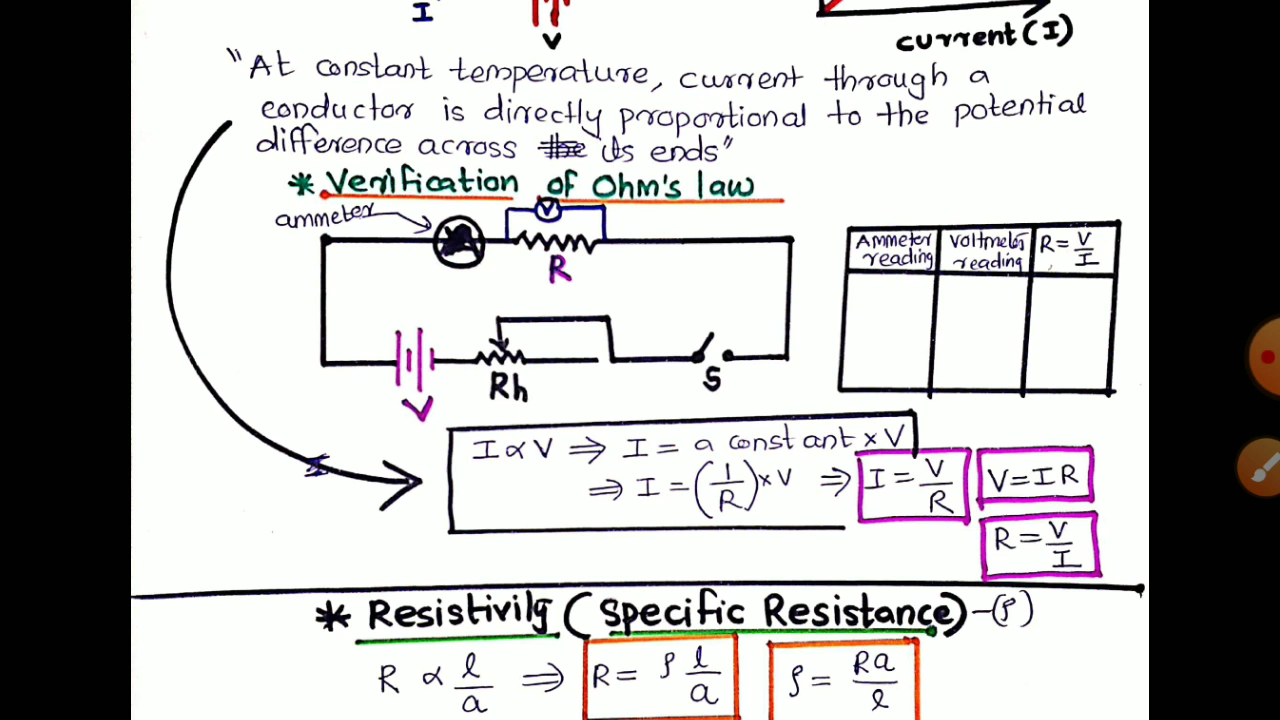 I
V
current (I)
"At constant temperature, current through a
conductor is directly proportional to the potential
difference across its ends"
* Verification of Ohm's law
ammeter
V
R
Rh
S
V
Ammeter reading | Voltmeter reading | R = V/I
I ∝ V ⇒ I = a constant × V
⇒ I = (1/R) × V ⇒ I = V/R
V = IR
R = V/I
* Resistivity (Specific Resistance) - (ρ)
R ∝ l/a ⇒ R = ρ l/a
ρ = Ra/l